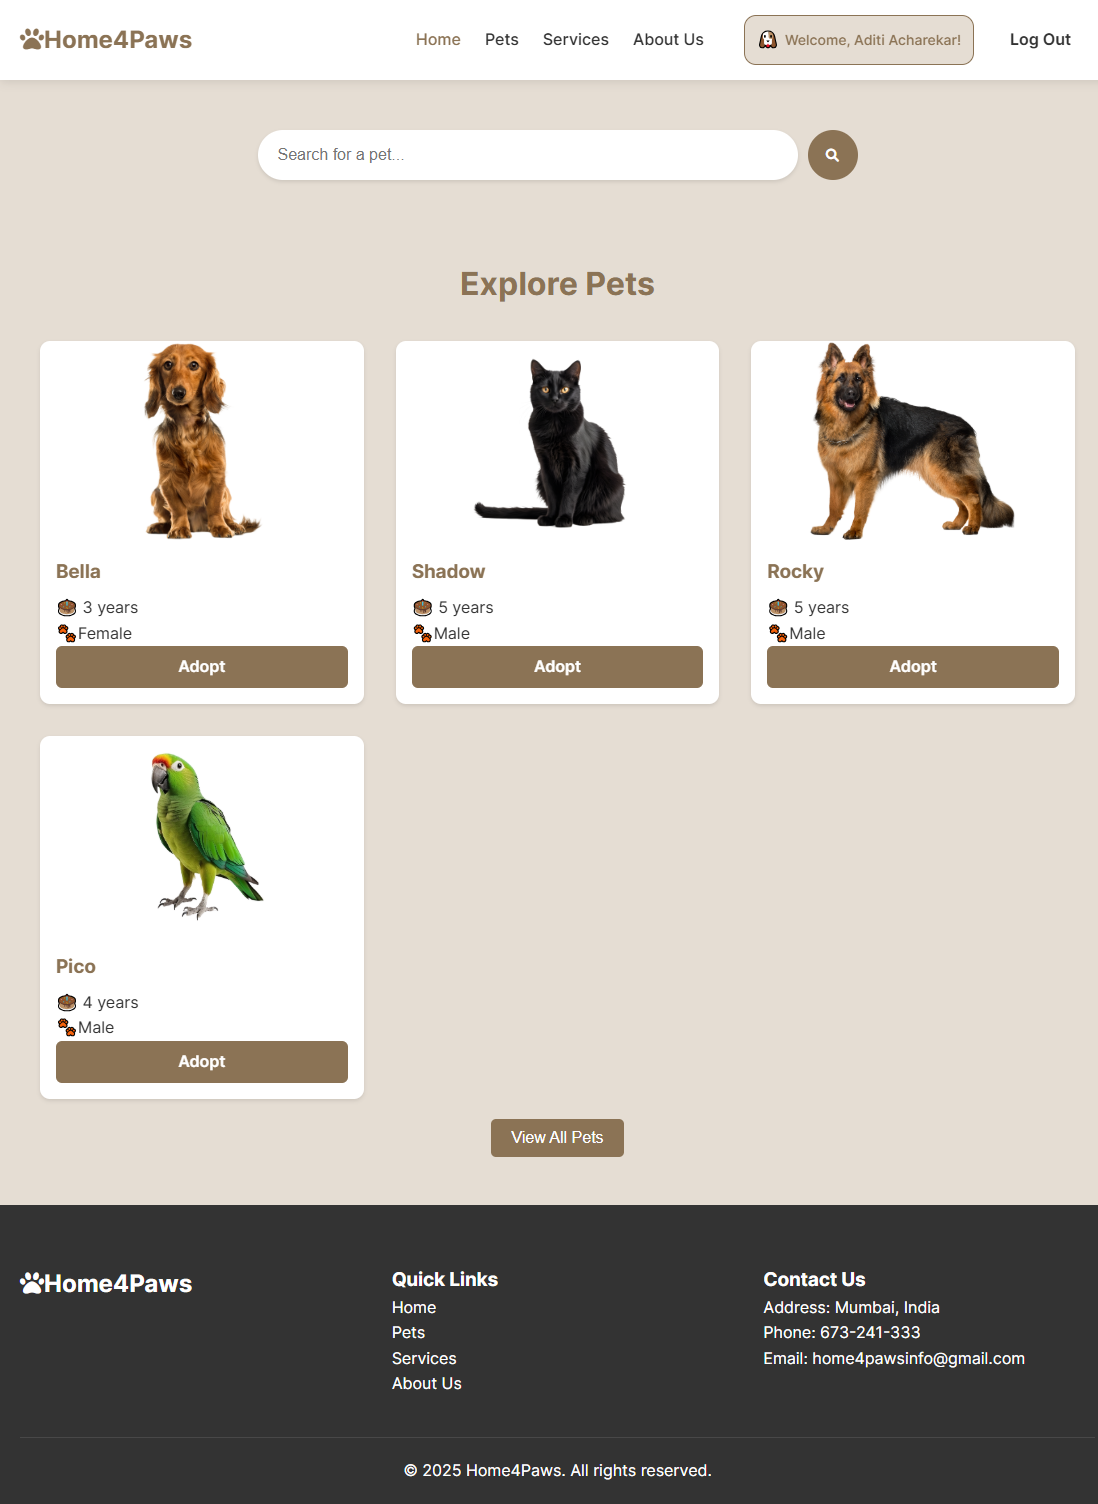 Home4Paws
Home Pets Services About Us Welcome, Aditi Acharekar! Log Out
Search for a pet...
Explore Pets
Bella
3 years
Female
Adopt
Shadow
5 years
Male
Adopt
Rocky
5 years
Male
Adopt
Pico
4 years
Male
Adopt
View All Pets
Home4Paws
Quick Links
Home
Pets
Services
About Us
Contact Us
Address: Mumbai, India
Phone: 673-241-333
Email: home4pawsinfo@gmail.com
© 2025 Home4Paws. All rights reserved.